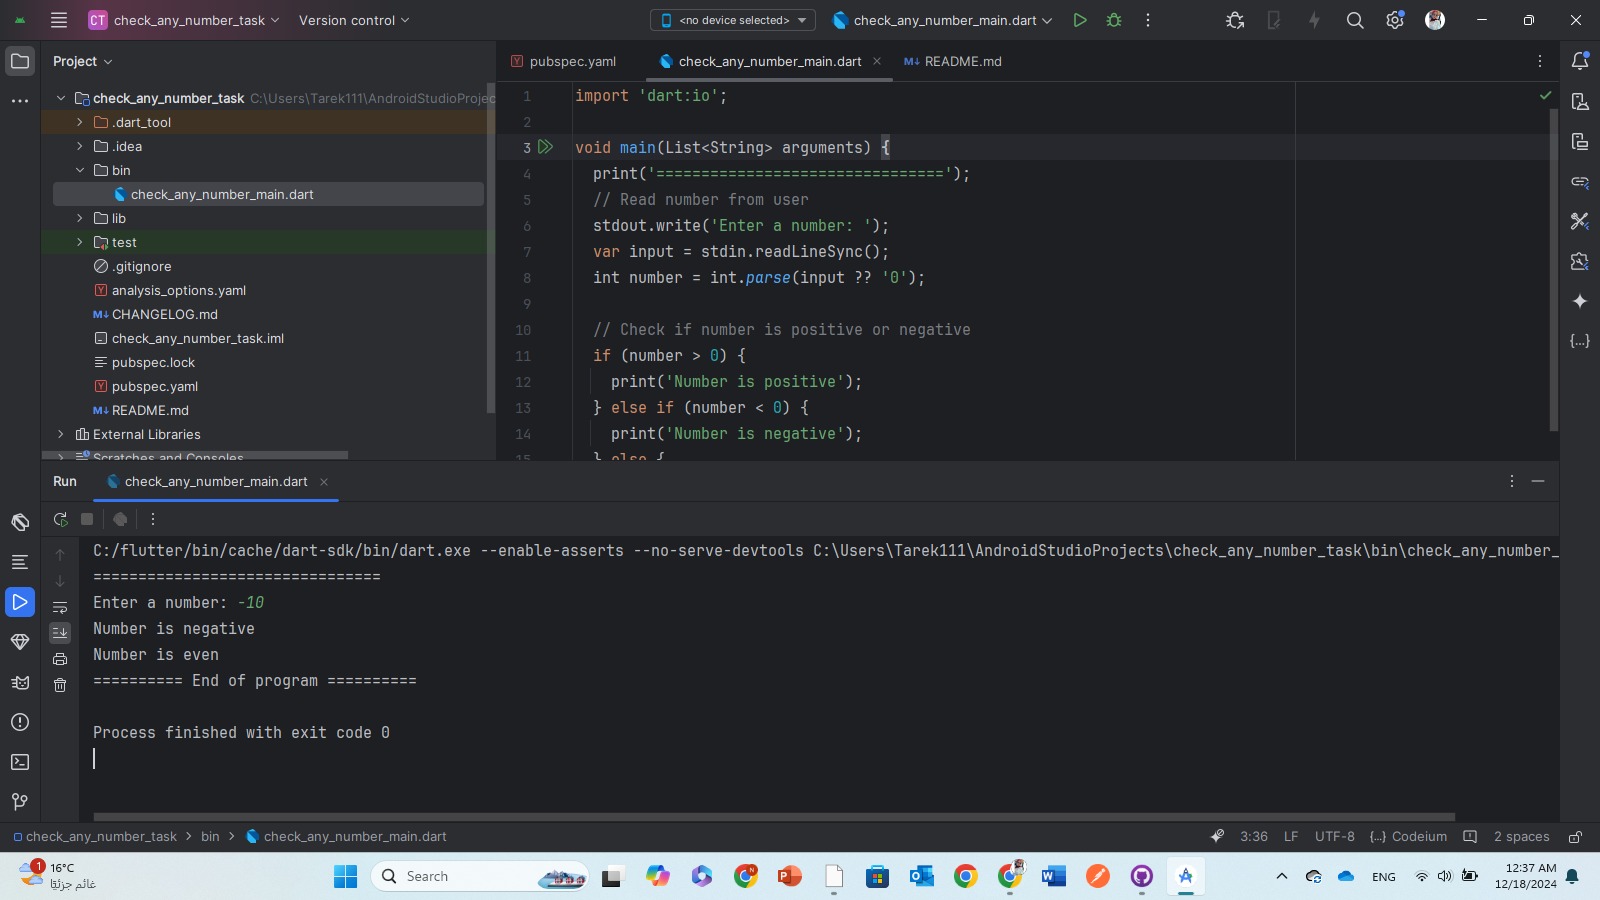 CT check_any_number_task Version control <no device selected> check_any_number_main.dart
Project
check_any_number_task C:\Users\Tarek111\AndroidStudioProjec
.dart_tool
.idea
bin
check_any_number_main.dart
lib
test
.gitignore
analysis_options.yaml
CHANGELOG.md
check_any_number_task.iml
pubspec.lock
pubspec.yaml
README.md
External Libraries
Scratches and Consoles
pubspec.yaml check_any_number_main.dart README.md
1 import 'dart:io';
2
3 void main(List<String> arguments) {
4 print('================================');
5 // Read number from user
6 stdout.write('Enter a number: ');
7 var input = stdin.readLineSync();
8 int number = int.parse(input ?? '0');
9
10 // Check if number is positive or negative
11 if (number > 0) {
12 print('Number is positive');
13 } else if (number < 0) {
14 print('Number is negative');
15 } else {
Run check_any_number_main.dart
C:/flutter/bin/cache/dart-sdk/bin/dart.exe --enable-asserts --no-serve-devtools C:\Users\Tarek111\AndroidStudioProjects\check_any_number_task\bin\check_any_number_
================================
Enter a number: -10
Number is negative
Number is even
========== End of program ==========
Process finished with exit code 0
check_any_number_task > bin > check_any_number_main.dart 3:36 LF UTF-8 {...} Codeium 2 spaces
1 16°C
غائم جزئيًا
Search
ENG
12:37 AM
12/18/2024